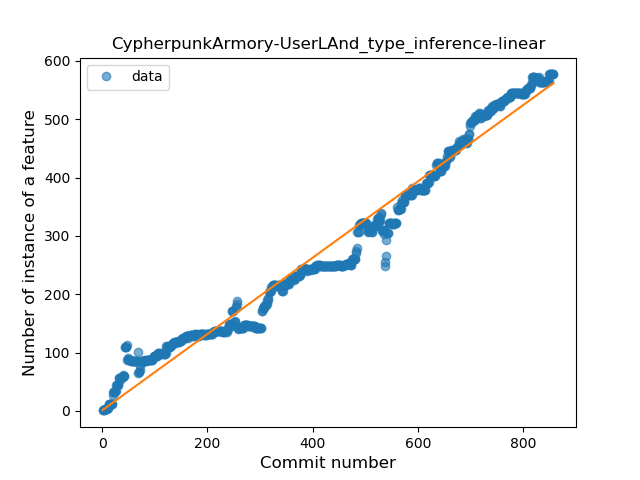 CypherpunkArmory-UserLAnd_type_inference-linear
data
Number of instance of a feature
600
500
400
300
200
100
0
0 200 400 600 800
Commit number